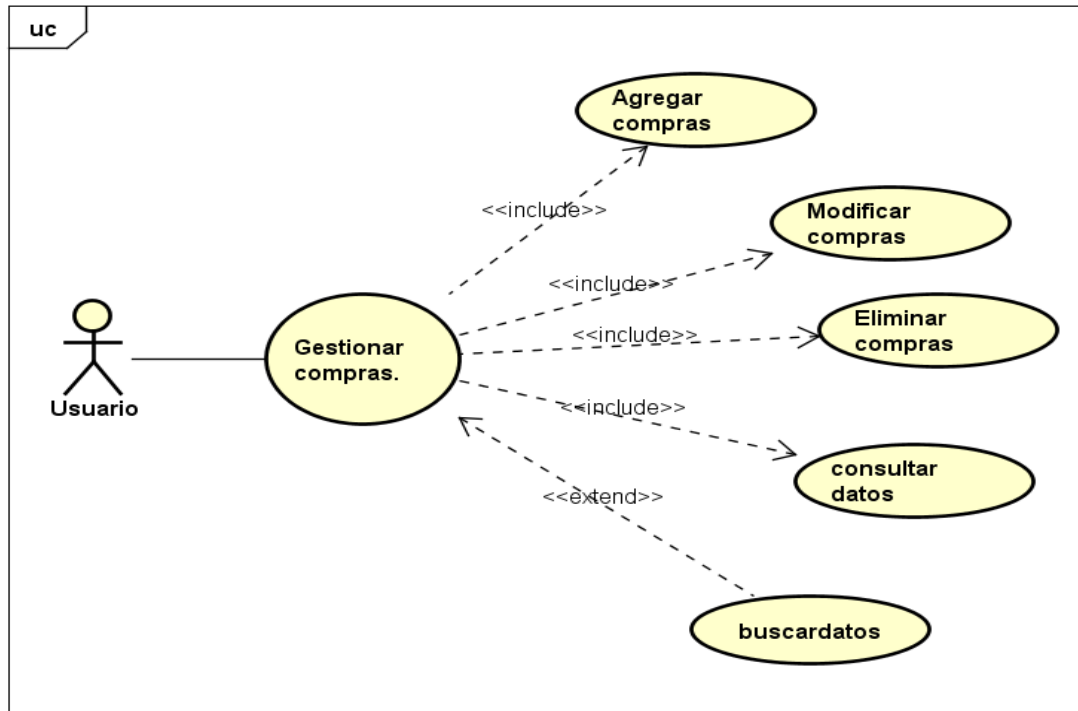 uc
Agregar
compras
<<include>>
Modificar
compras
<<include>>
Eliminar
compras
<<include>>
Gestionar
compras.
Usuario
<<include>>
consultar
datos
<<extend>>
buscardatos